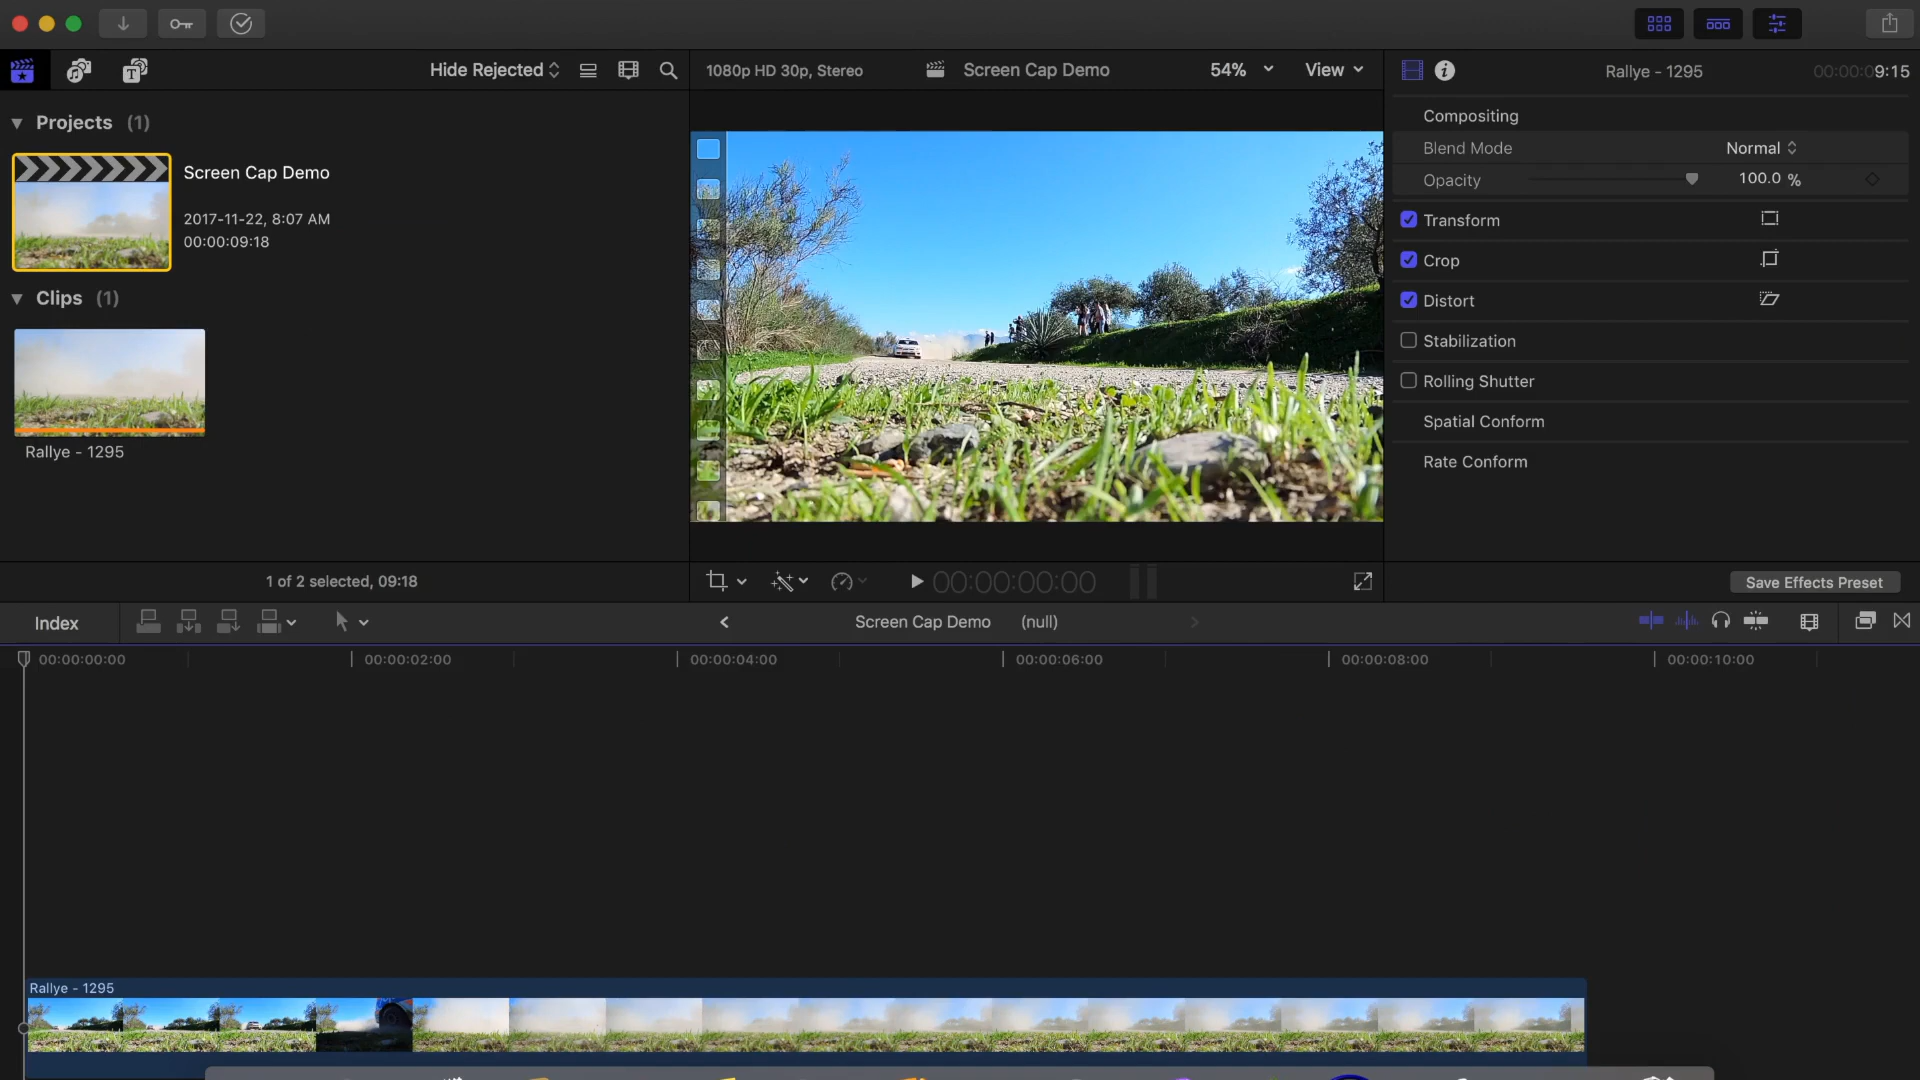 Hide Rejected
1080p HD 30p, Stereo
Screen Cap Demo
54%
View
Rallye - 1295
00:00:09:15
Projects (1)
Screen Cap Demo
2017-11-22, 8:07 AM
00:00:09:18
Clips (1)
Rallye - 1295
Compositing
Blend Mode
Normal
Opacity
100.0 %
Transform
Crop
Distort
Stabilization
Rolling Shutter
Spatial Conform
Rate Conform
1 of 2 selected, 09:18
00:00:00:00
Save Effects Preset
Index
Screen Cap Demo
(null)
00:00:00:00
00:00:02:00
00:00:04:00
00:00:06:00
00:00:08:00
00:00:10:00
Rallye - 1295